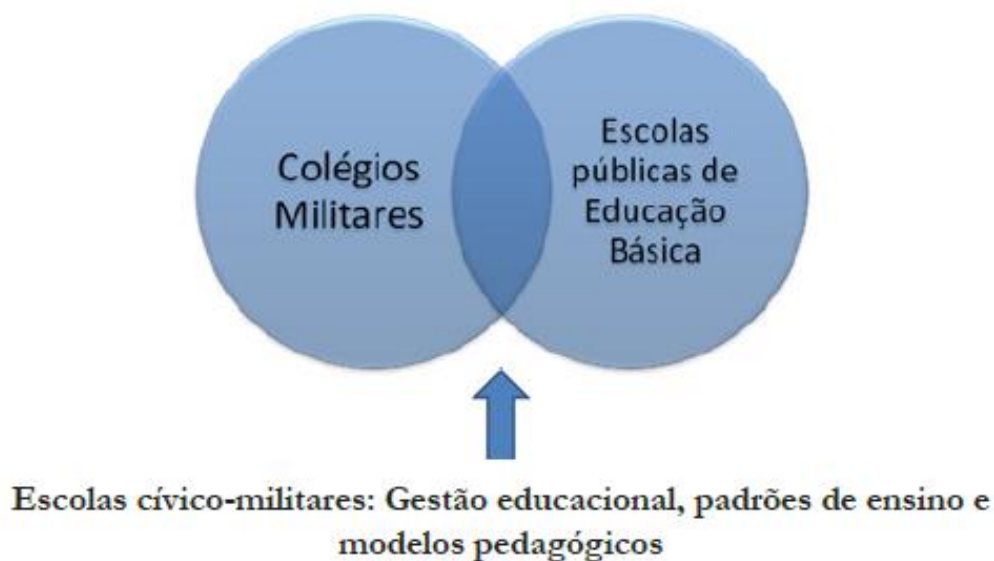 Colégios
Militares
Escolas
públicas de
Educação
Básica
Escolas cívico-militares: Gestão educacional, padrões de ensino e
modelos pedagógicos